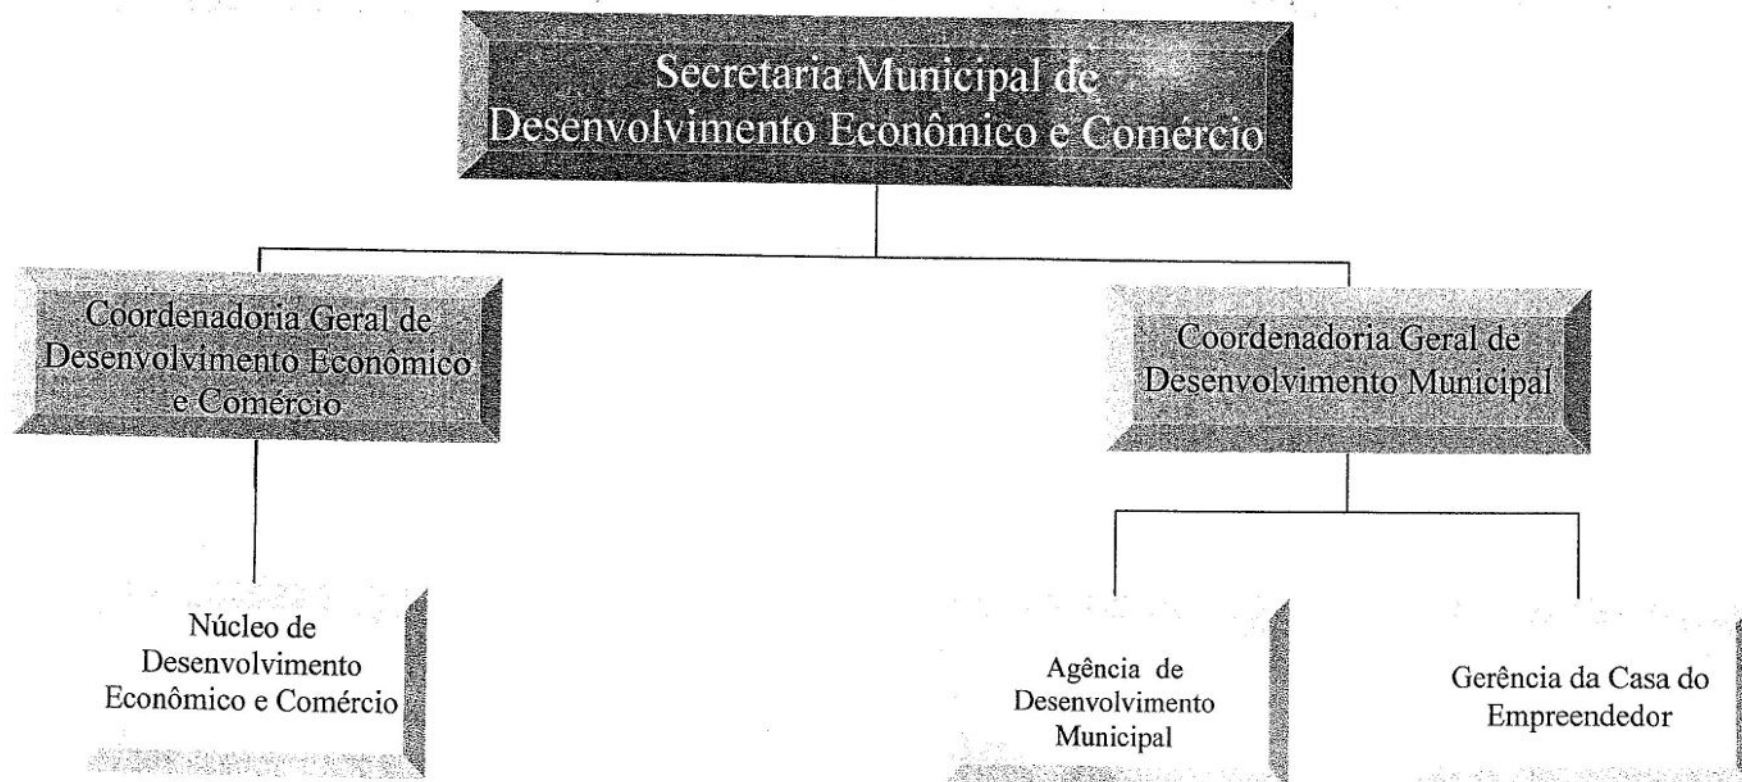 Secretaria Municipal de
Desenvolvimento Econômico e Comércio
Coordenadoria Geral de
Desenvolvimento Econômico
e Comércio
Coordenadoria Geral de
Desenvolvimento Municipal
Núcleo de
Desenvolvimento
Econômico e Comércio
Agência de
Desenvolvimento
Municipal
Gerência da Casa do
Empreendedor